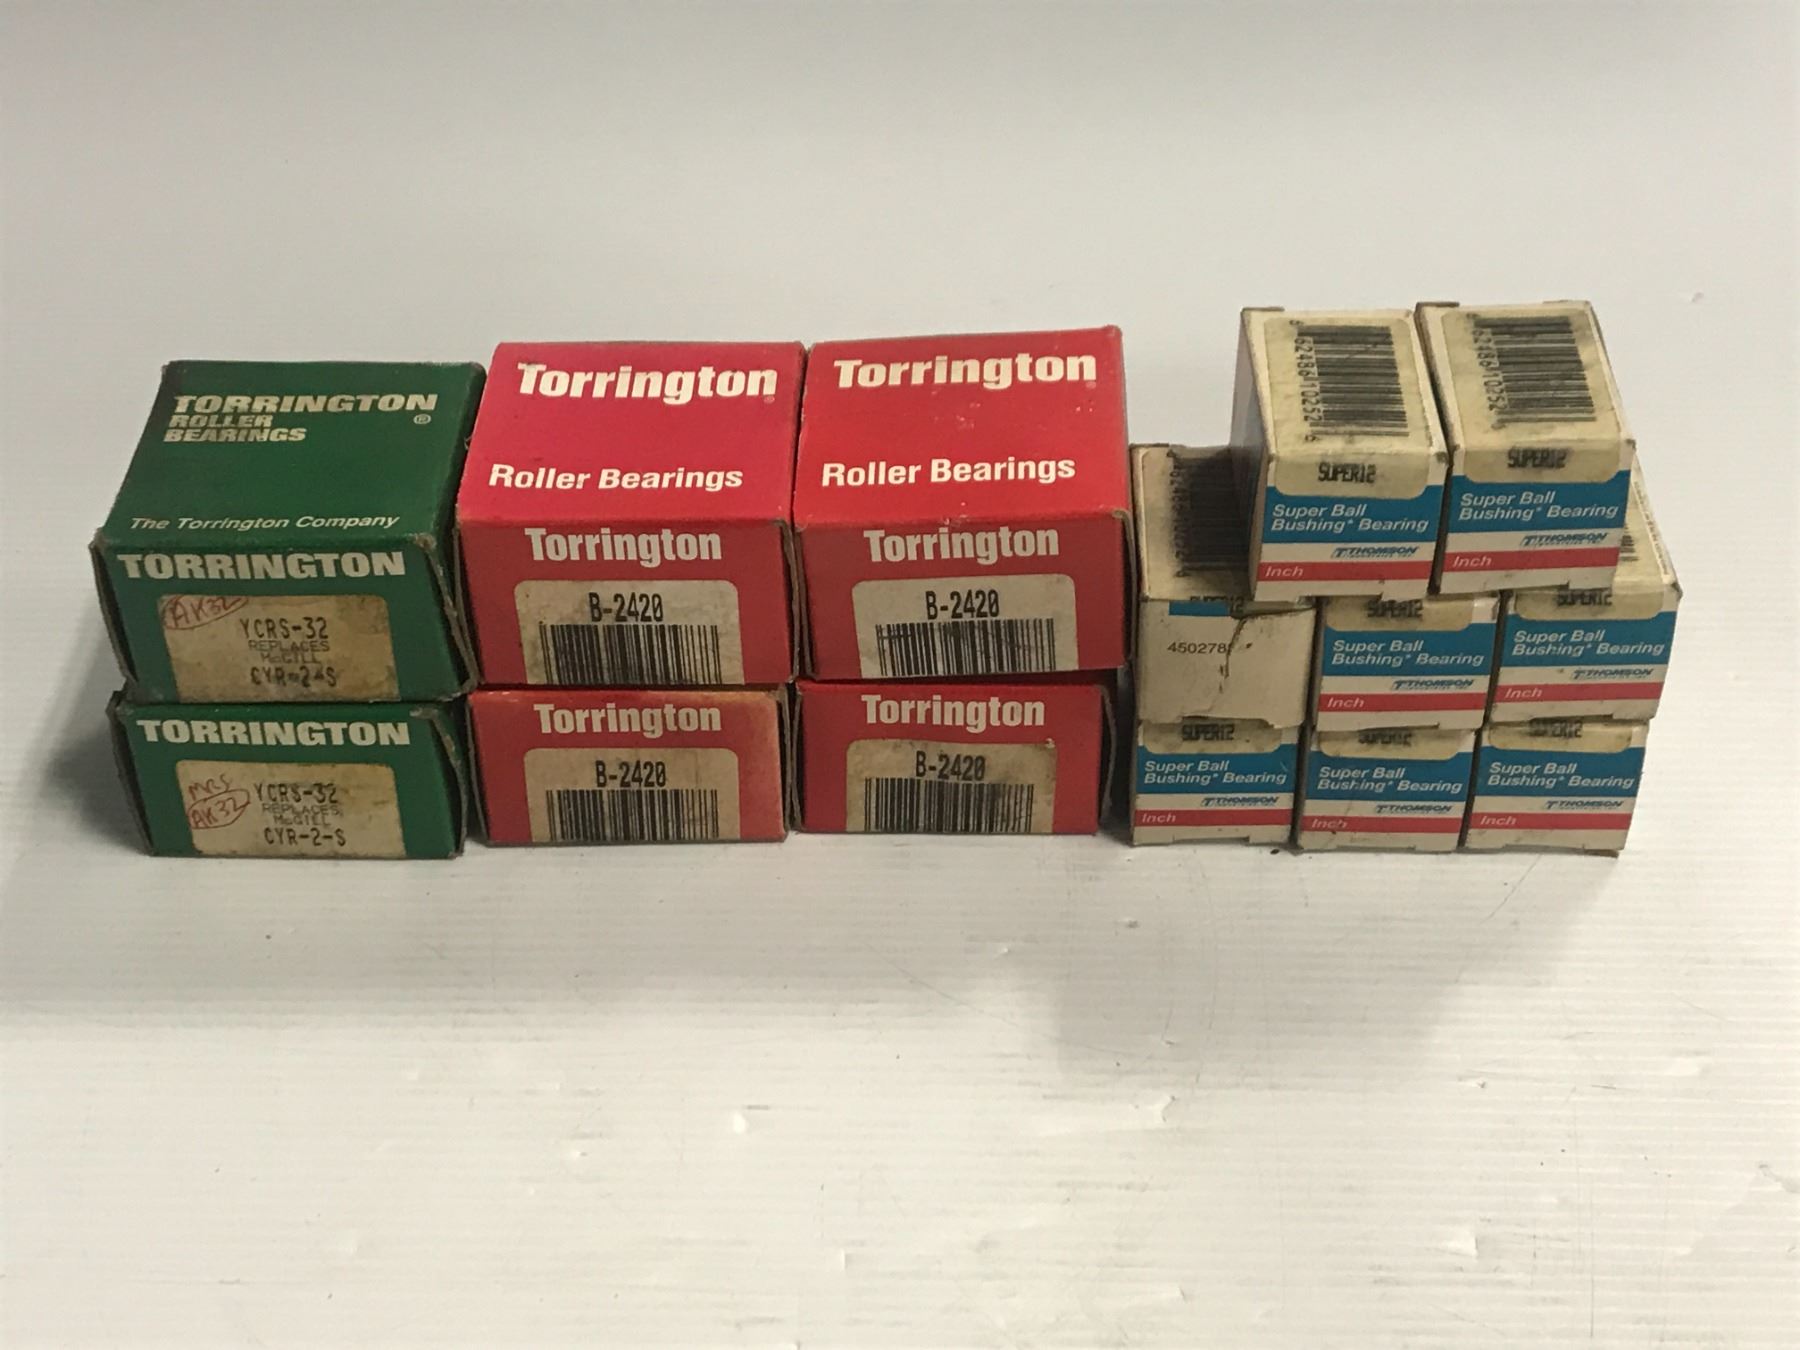 TORRINGTON
®
ROLLER
BEARINGS
The Torrington Company
TORRINGTON
AK32
YCRS-32
REPLACES
McGILL
CYR-2-S
TORRINGTON
MRS
AK32
YCRS-32
REPLACES
McGILL
CYR-2-S
Torrington
Roller Bearings
Torrington
B-2420
Torrington
B-2420
Torrington
Roller Bearings
Torrington
B-2420
Torrington
B-2420
SUPER12
Super Ball
Bushing* Bearing
THOMSON
Inch
SUPER12
Super Ball
Bushing* Bearing
THOMSON
Inch
SUPER12
450278
SUPER12
Super Ball
Bushing* Bearing
THOMSON
Inch
SUPER12
Super Ball
Bushing* Bearing
THOMSON
Inch
SUPER12
Super Ball
Bushing* Bearing
THOMSON
Inch
SUPER12
Super Ball
Bushing* Bearing
THOMSON
Inch
SUPER12
Super Ball
Bushing* Bearing
THOMSON
Inch